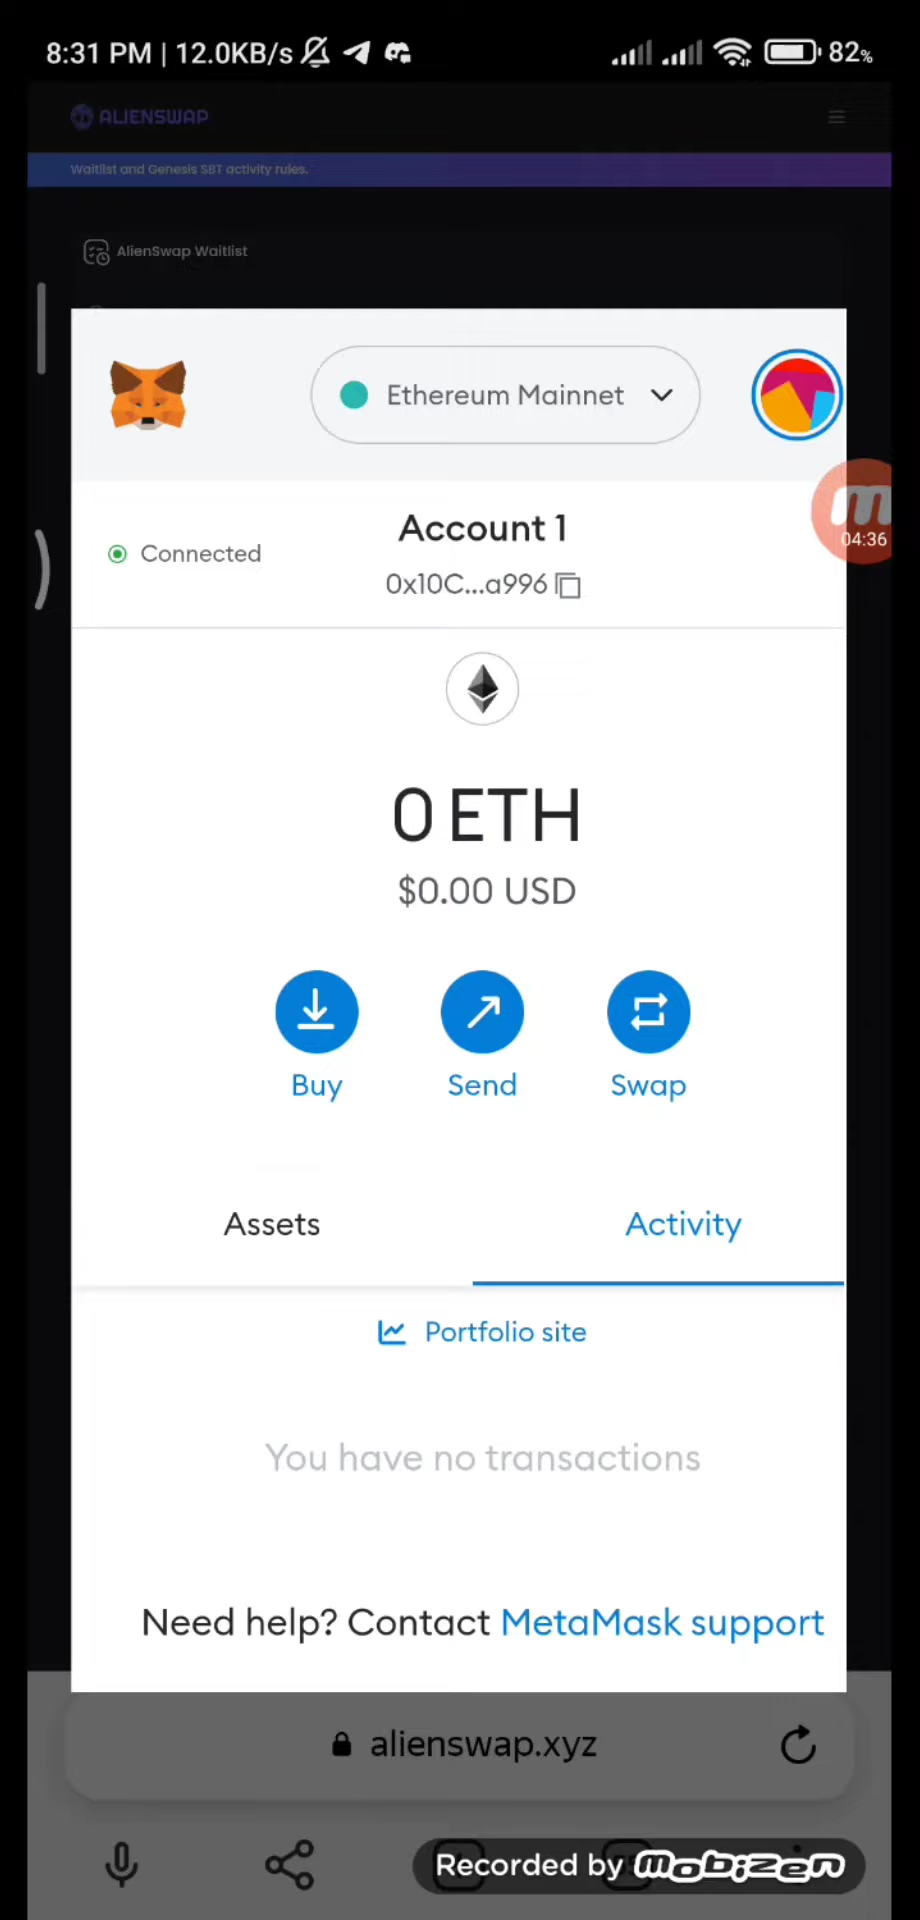 8:31 PM | 12.0KB/s 82%
ALIENSWAP
Waitlist and Genesis SBT activity rules.
AlienSwap Waitlist
Ethereum Mainnet
m
04:36
Account 1
Connected
0x10C...a996
0 ETH
$0.00 USD
Buy Send Swap
Assets Activity
Portfolio site
You have no transactions
Need help? Contact MetaMask support
alienswap.xyz
Recorded by mobizen